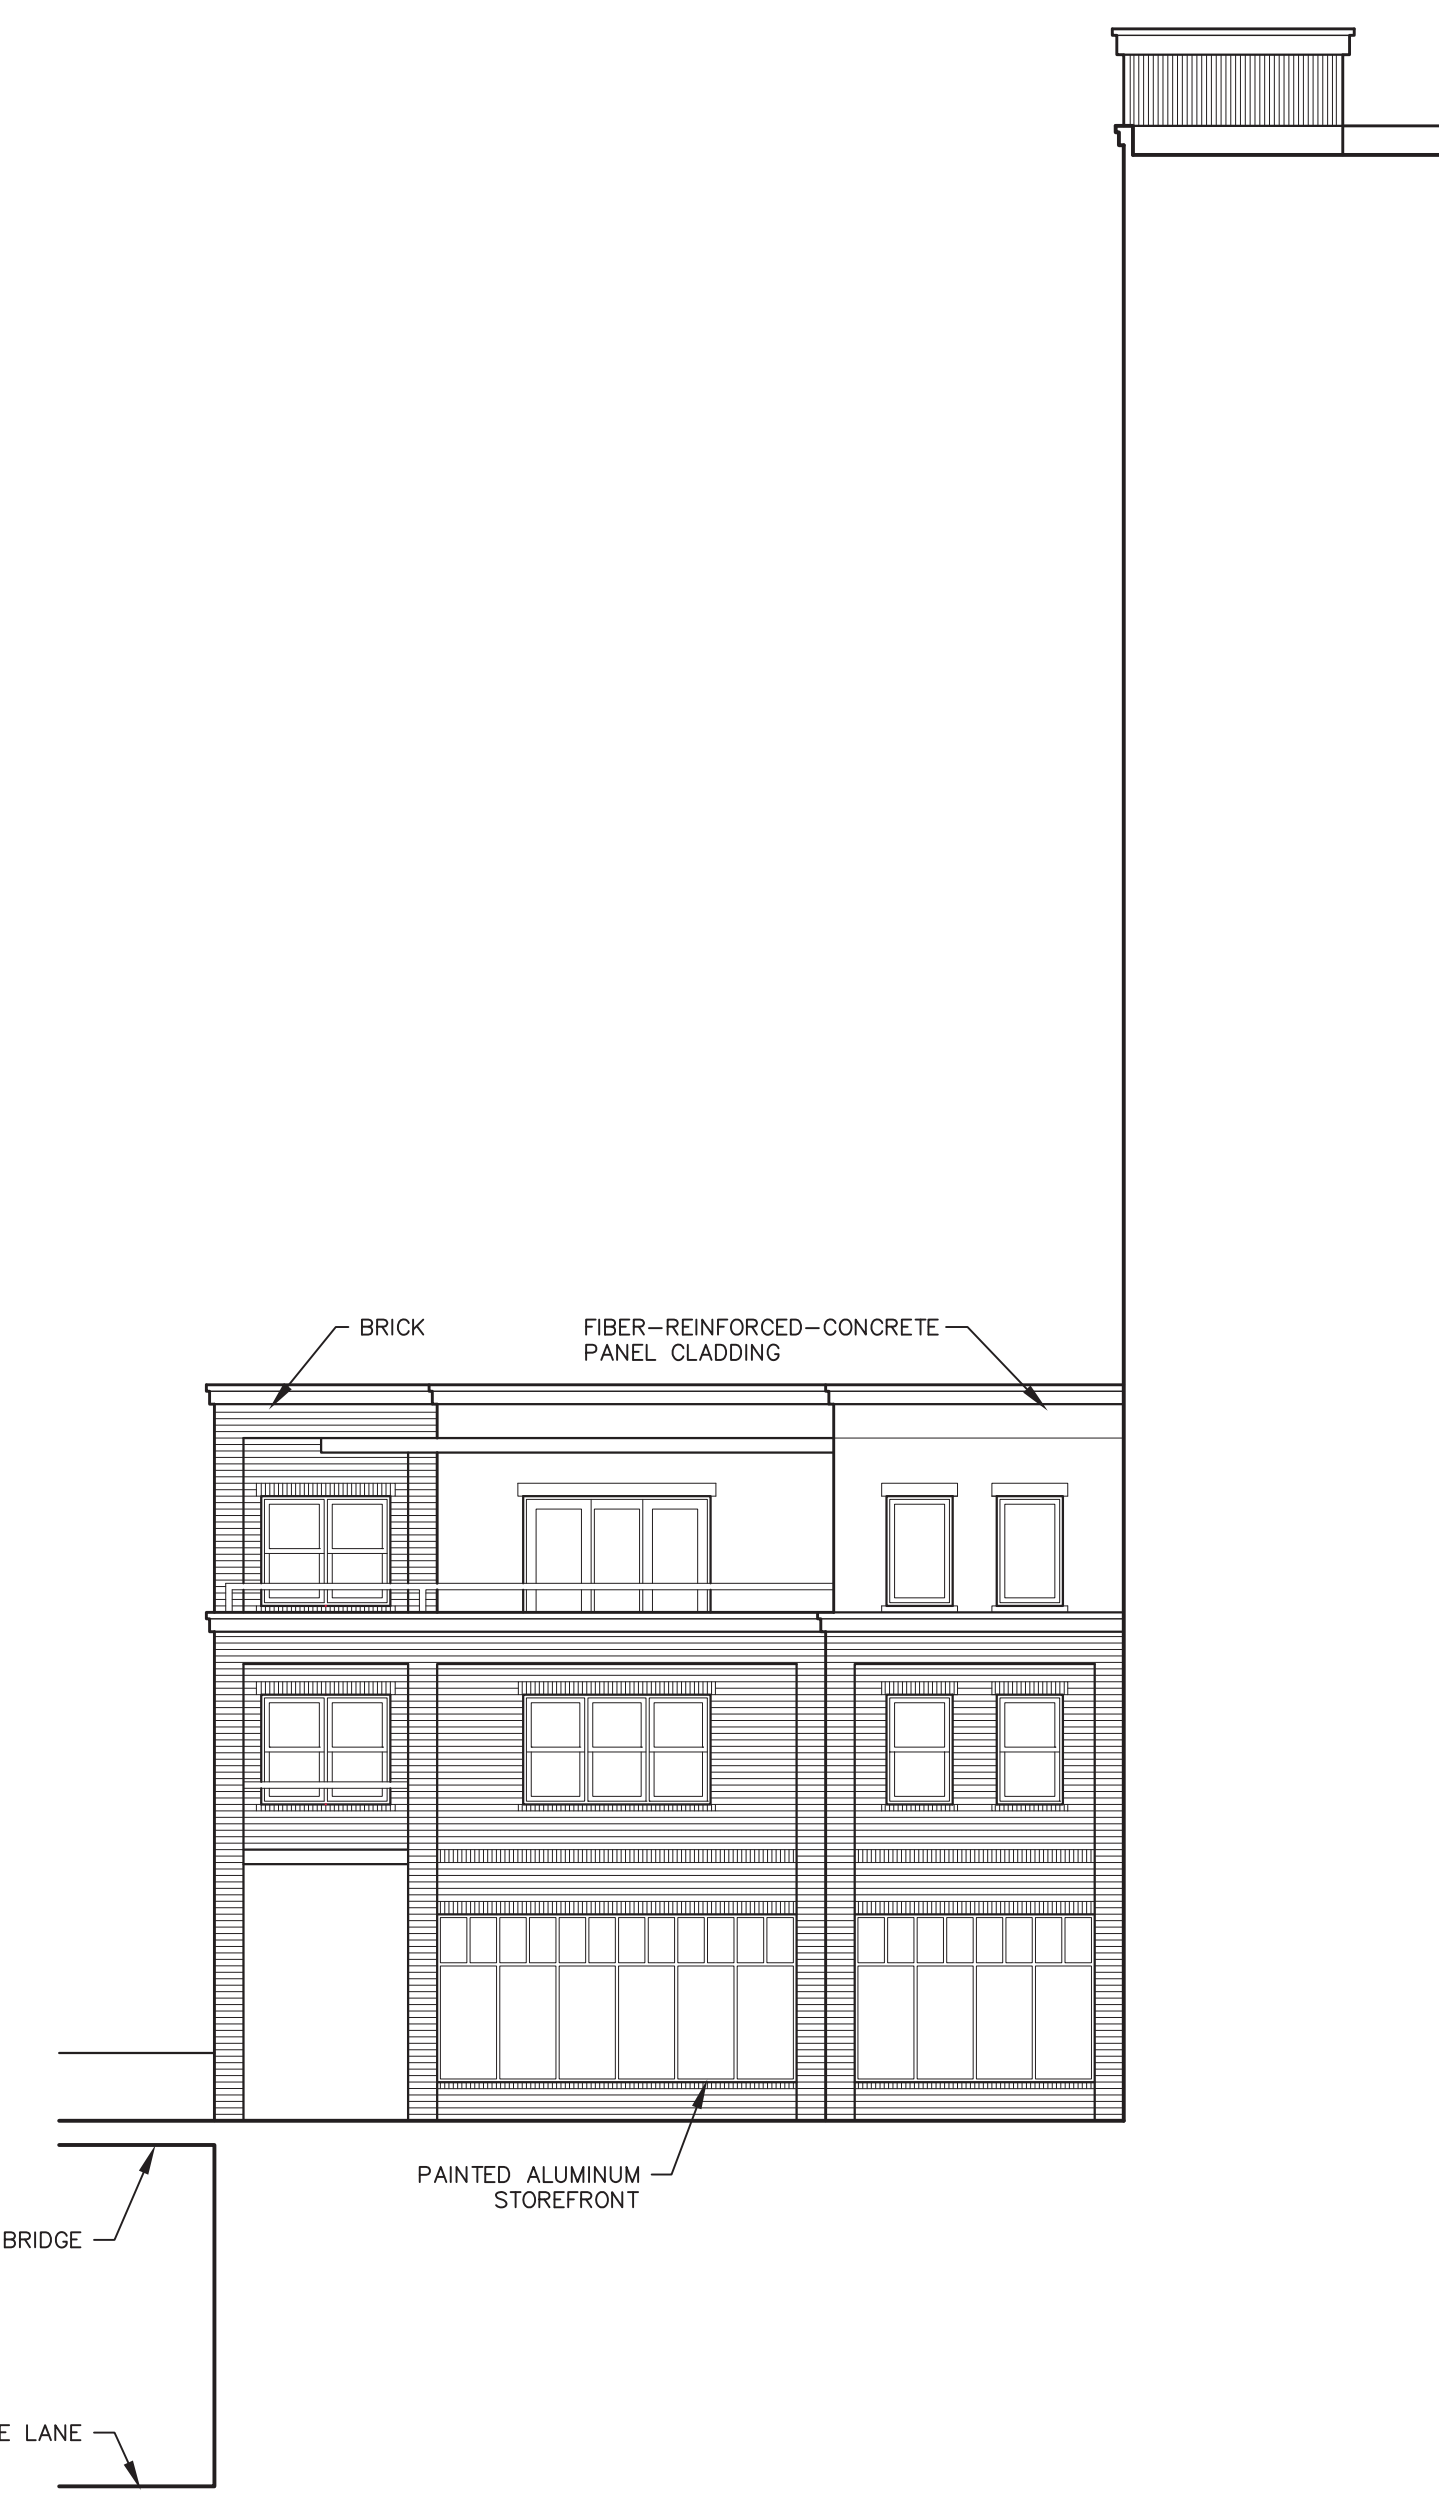 BRICK
FIBER-REINFORCED-CONCRETE
PANEL CLADDING
PAINTED ALUMINUM
STOREFRONT
BRIDGE
LANE